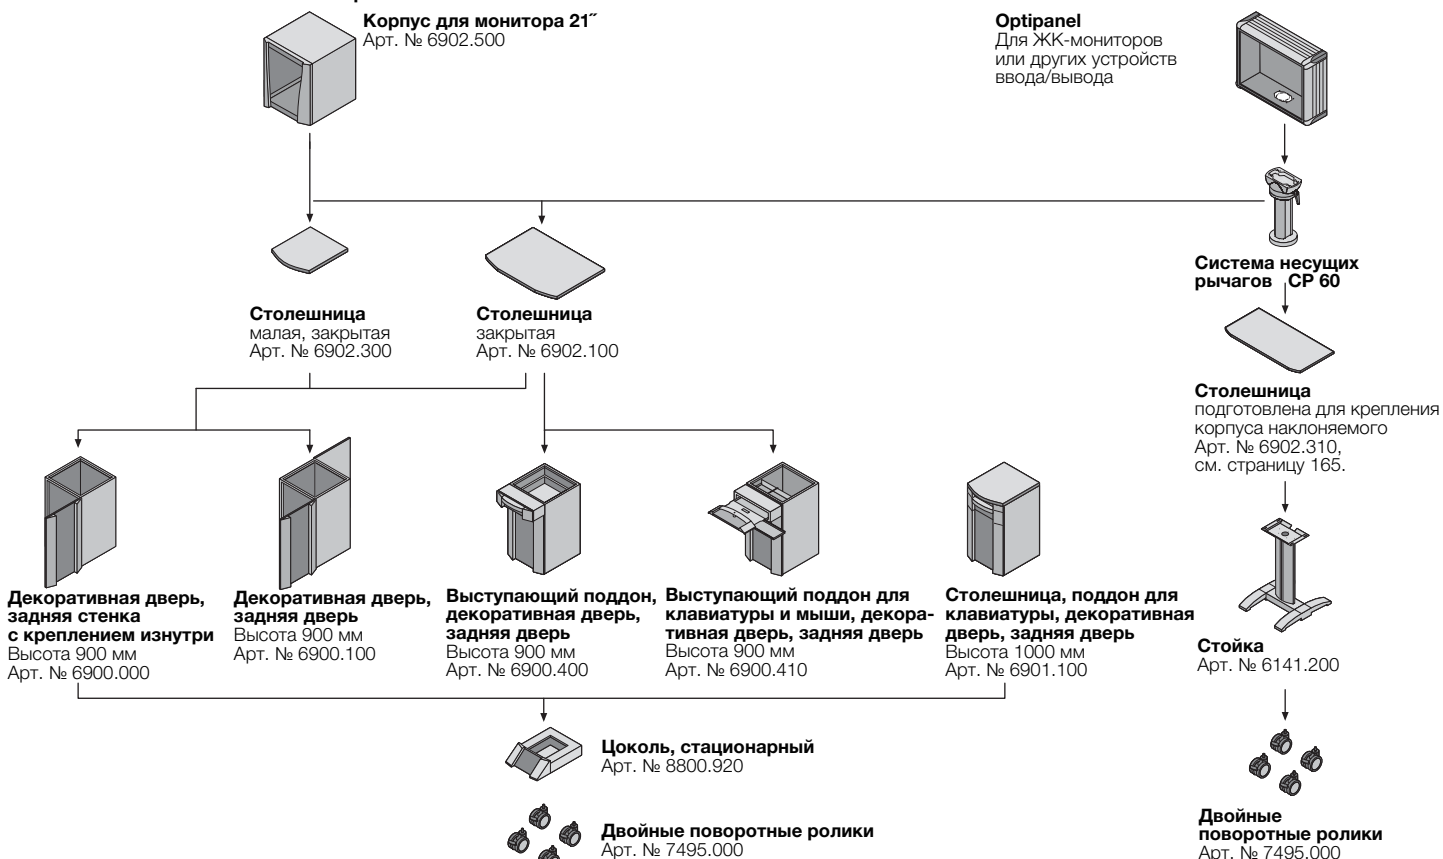 Корпус для монитора 21˝
Арт. № 6902.500
Optipanel
Для ЖК-мониторов
или других устройств
ввода/вывода
Система несущих
рычагов CP 60
Столешница
малая, закрытая
Арт. № 6902.300
Столешница
закрытая
Арт. № 6902.100
Столешница
подготовлена для крепления
корпуса наклоняемого
Арт. № 6902.310,
см. страницу 165.
Декоративная дверь,
задняя стенка
с креплением изнутри
Высота 900 мм
Арт. № 6900.000
Декоративная дверь,
задняя дверь
Высота 900 мм
Арт. № 6900.100
Выступающий поддон,
декоративная дверь,
задняя дверь
Высота 900 мм
Арт. № 6900.400
Выступающий поддон для
клавиатуры и мыши, декора-
тивная дверь, задняя дверь
Высота 900 мм
Арт. № 6900.410
Столешница, поддон для
клавиатуры, декоративная
дверь, задняя дверь
Высота 1000 мм
Арт. № 6901.100
Стойка
Арт. № 6141.200
Цоколь, стационарный
Арт. № 8800.920
Двойные поворотные ролики
Арт. № 7495.000
Двойные
поворотные ролики
Арт. № 7495.000